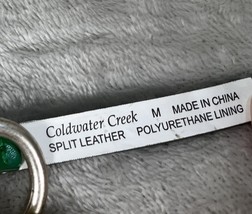 Coldwater Creek M MADE IN CHINA
SPLIT LEATHER POLYURETHANE LINING